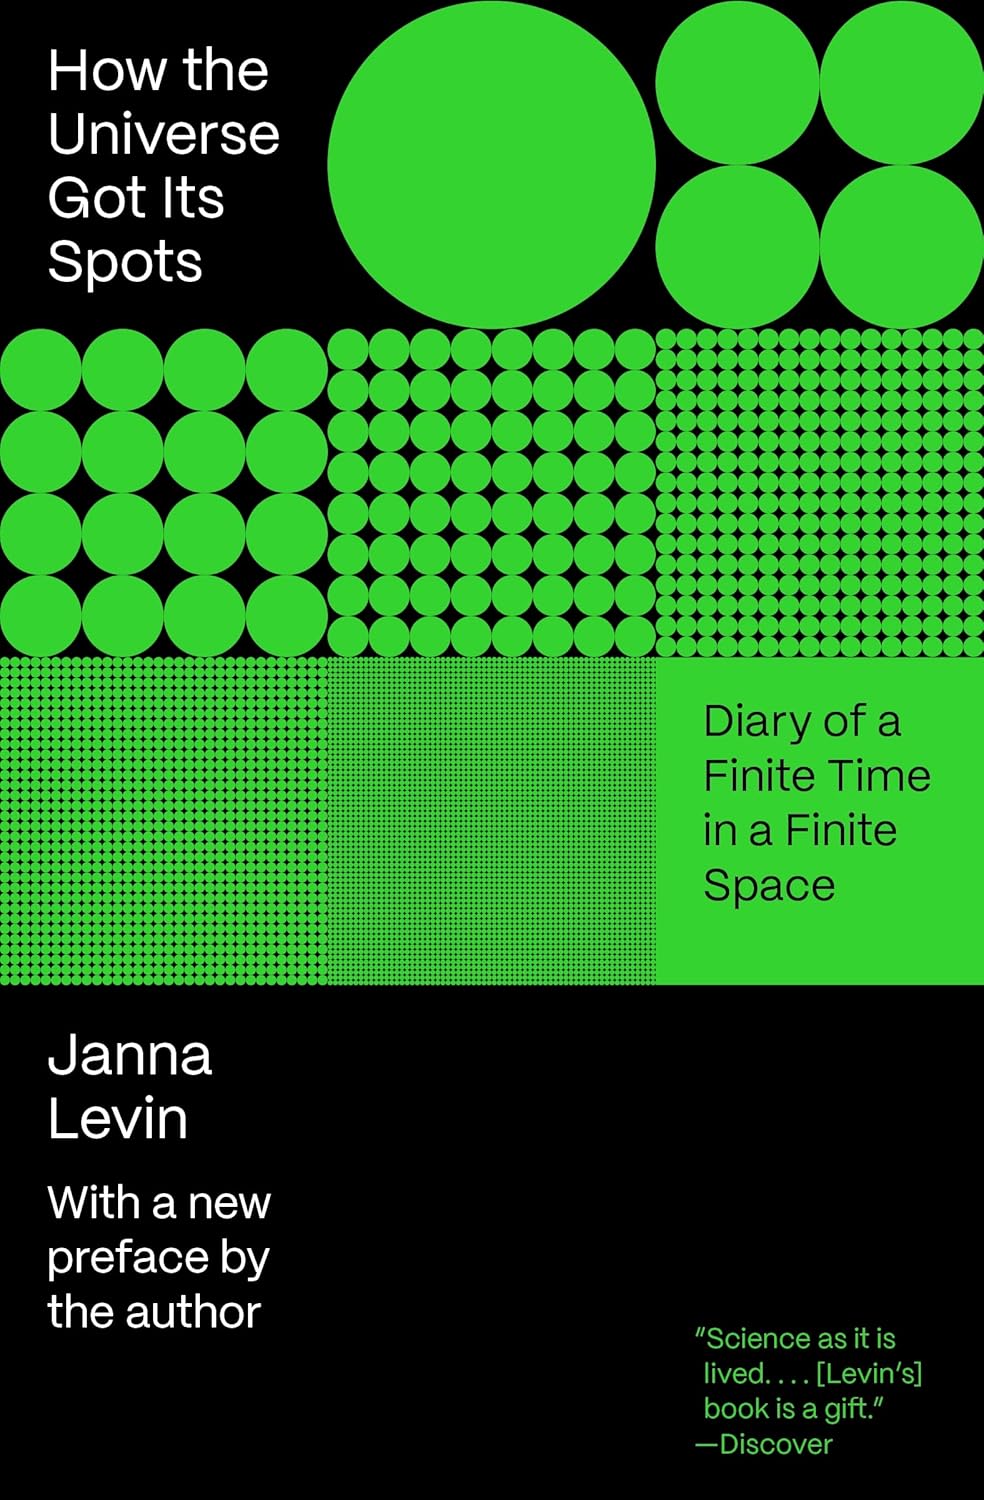 How the
Universe
Got Its
Spots
Diary of a
Finite Time
in a Finite
Space
Janna
Levin
With a new
preface by
the author
“Science as it is
lived. . . . [Levin’s]
book is a gift.”
—Discover